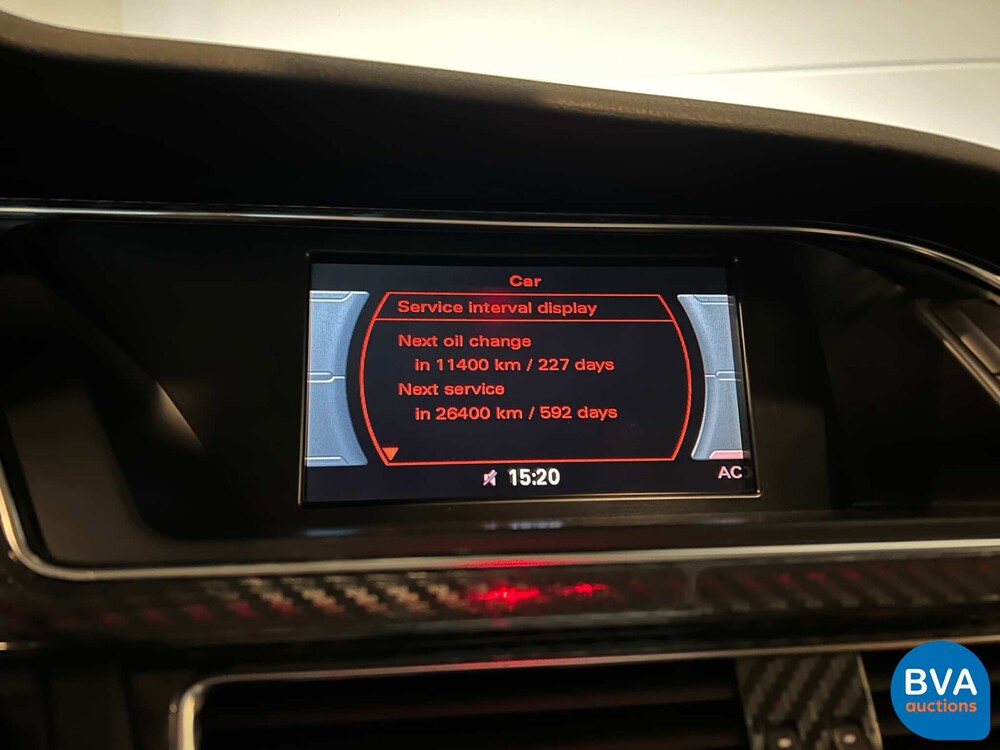 Car
Service interval display
Next oil change
in 11400 km / 227 days
Next service
in 26400 km / 592 days
15:20
AC
BVA
auctions